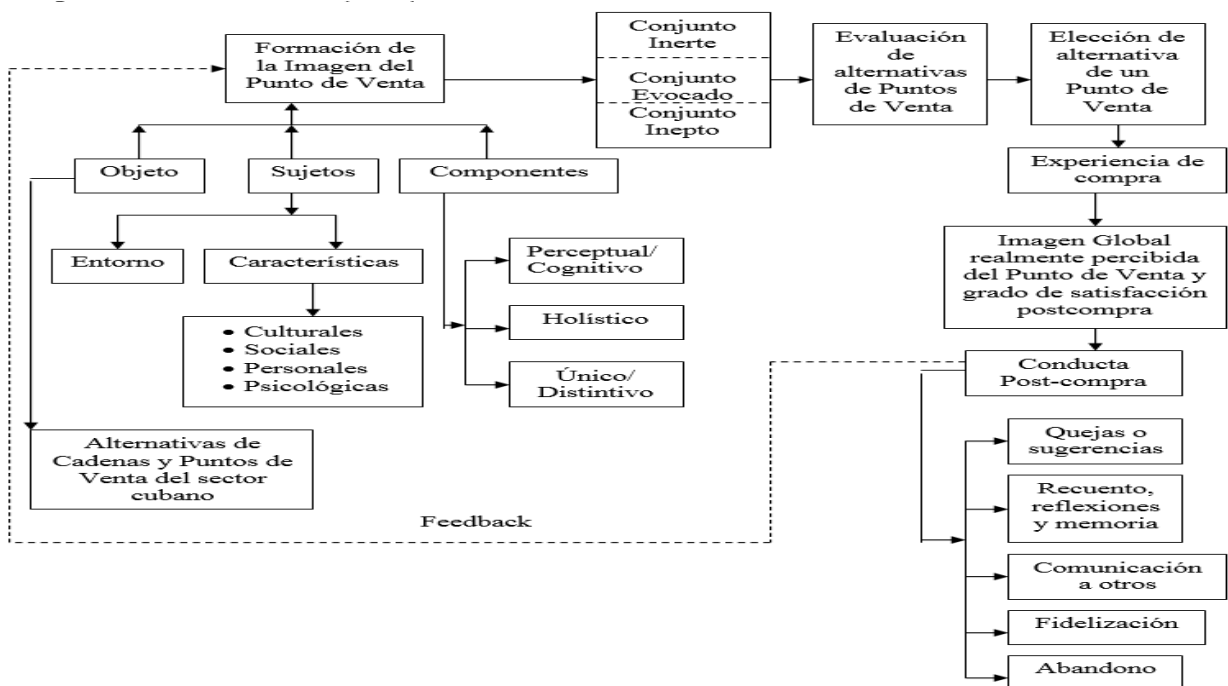 Formación de
la Imagen del
Punto de Venta
Conjunto
Inerte
Conjunto
Evocado
Conjunto
Inepto
Evaluación
de
alternativas
de Puntos
de Venta
Elección de
alternativa
de un
Punto de
Venta
Objeto
Sujetos
Componentes
Experiencia de
compra
Entorno
Características
Perceptual/
Cognitivo
Holístico
Único/
Distintivo
• Culturales
• Sociales
• Personales
• Psicológicas
Imagen Global
realmente percibida
del Punto de Venta y
grado de satisfacción
postcompra
Conducta
Post-compra
Alternativas de
Cadenas y Puntos de
Venta del sector
cubano
Feedback
Quejas o
sugerencias
Recuento,
reflexiones
y memoria
Comunicación
a otros
Fidelización
Abandono